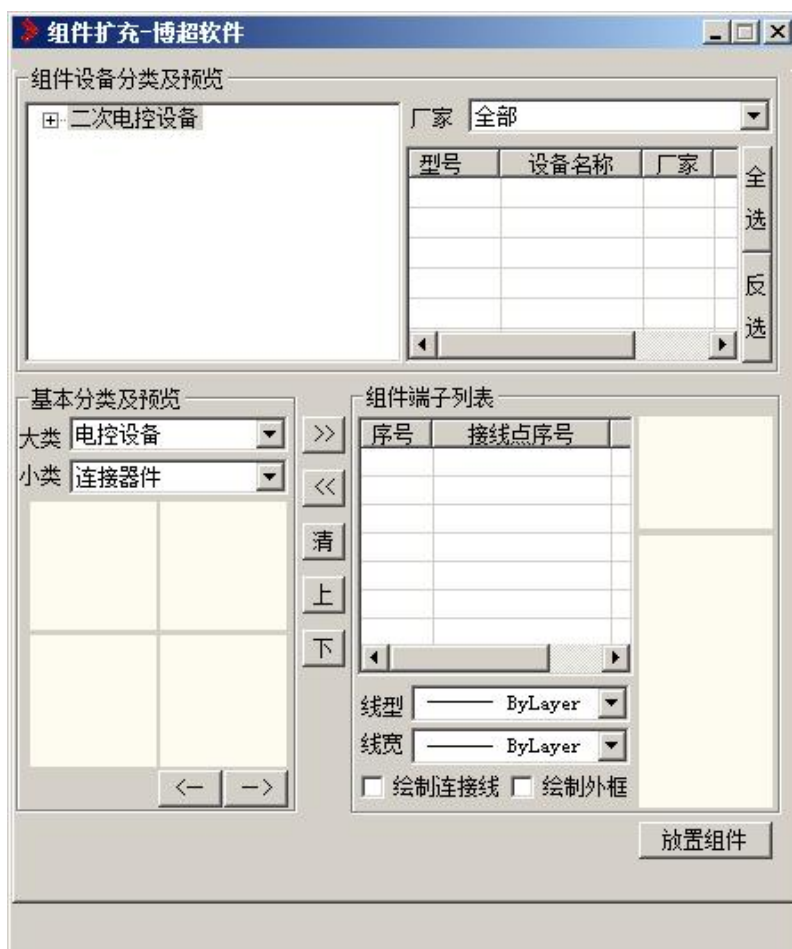 组件扩充-博超软件
组件设备分类及预览
二次电控设备
厂家 全部
型号 设备名称 厂家
全选
反选
基本分类及预览
大类 电控设备
小类 连接器件
>>
<<
清
上
下
<- ->
组件端子列表
序号 接线点序号
线型 ByLayer
线宽 ByLayer
绘制连接线 绘制外框
放置组件